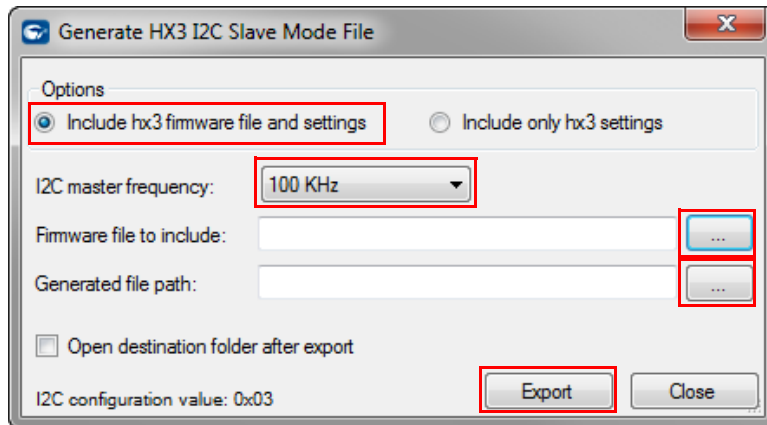 Generate HX3 I2C Slave Mode File
X
Options
Include hx3 firmware file and settings
Include only hx3 settings
I2C master frequency:
100 KHz
Firmware file to include:
...
Generated file path:
...
Open destination folder after export
I2C configuration value: 0x03
Export
Close